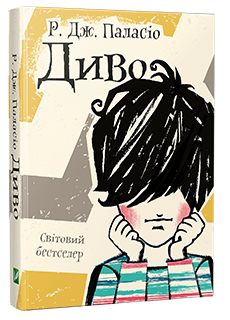 Р. Дж. Паласіо
Диво
Світовий
бестселер
Р. Дж. Паласіо Диво